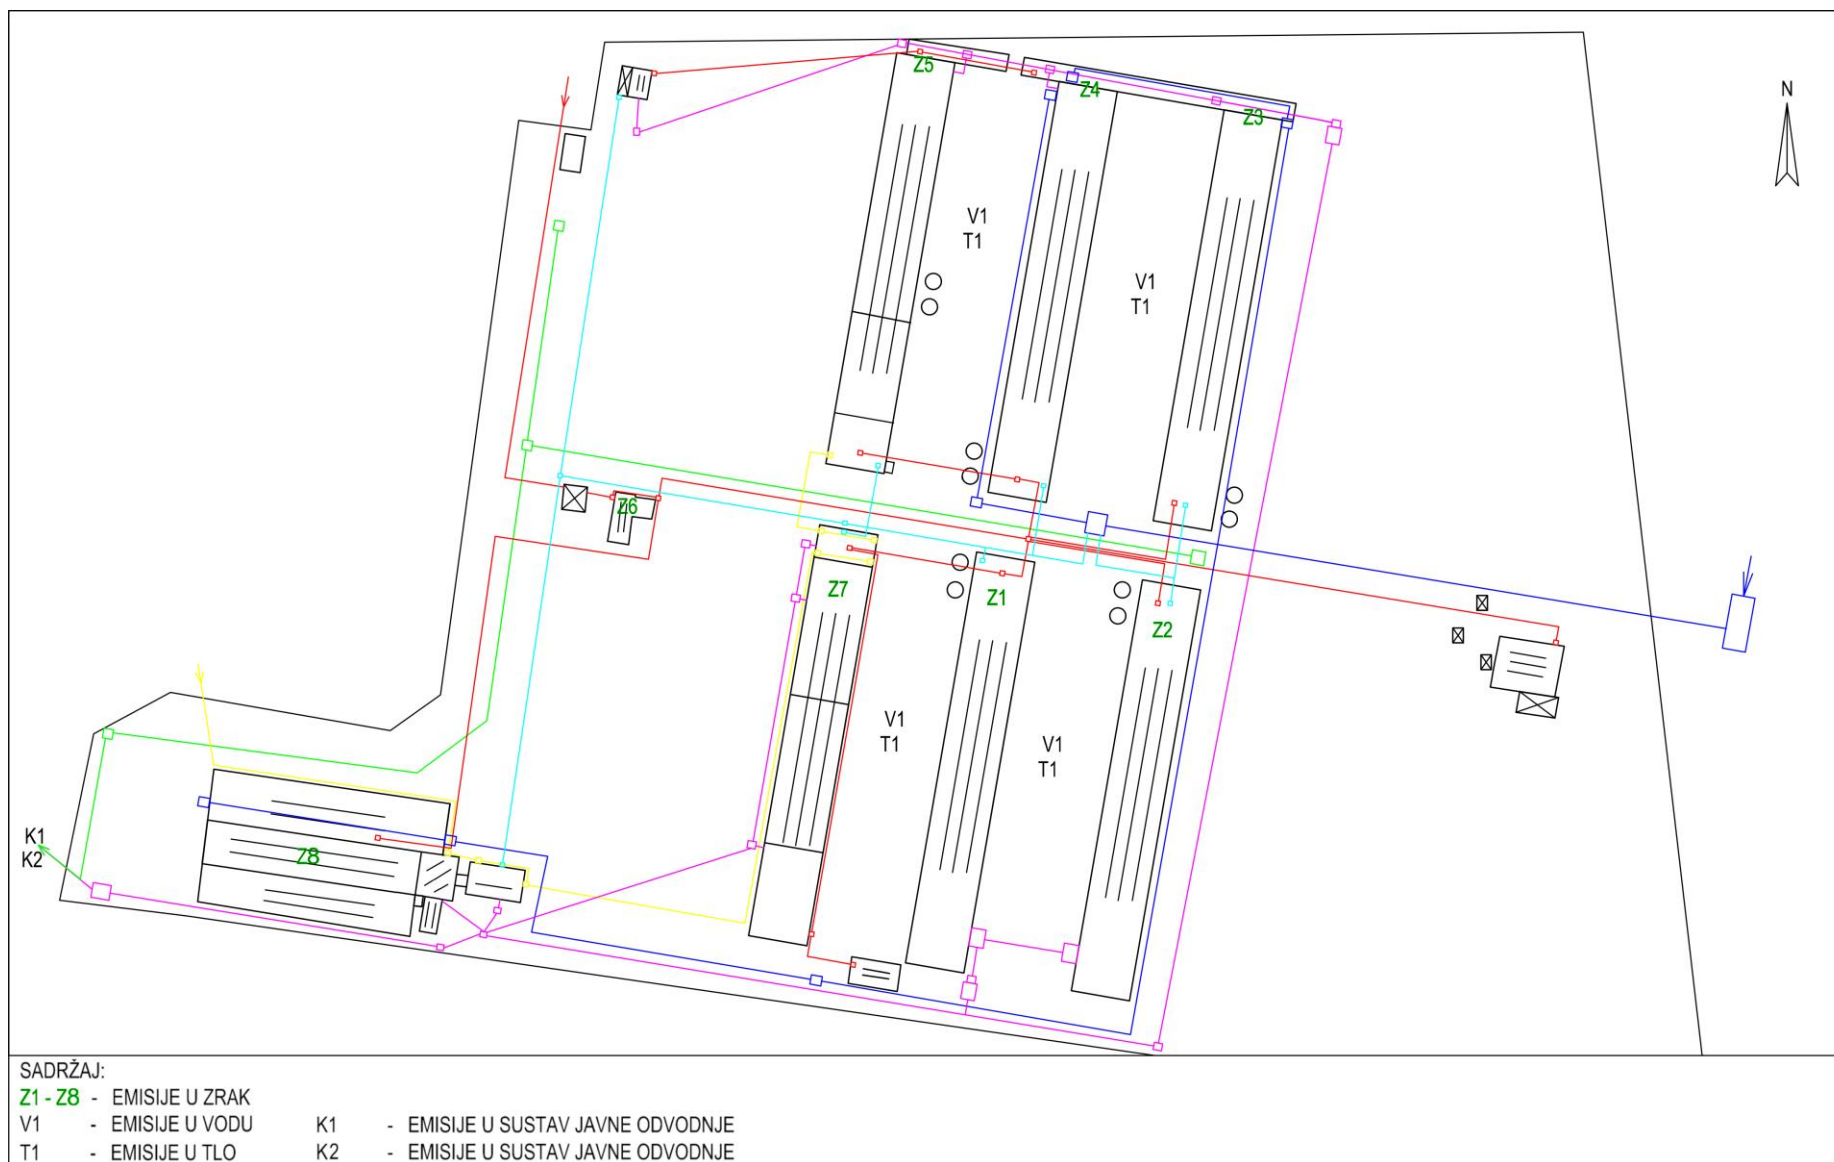 Z5
Z4
Z3
N
V1
T1
V1
T1
Z6
Z7
Z1
Z2
V1
T1
V1
T1
K1
K2
Z8
SADRŽAJ:
Z1 - Z8 - EMISIJE U ZRAK
V1 - EMISIJE U VODU K1 - EMISIJE U SUSTAV JAVNE ODVODNJE
T1 - EMISIJE U TLO K2 - EMISIJE U SUSTAV JAVNE ODVODNJE